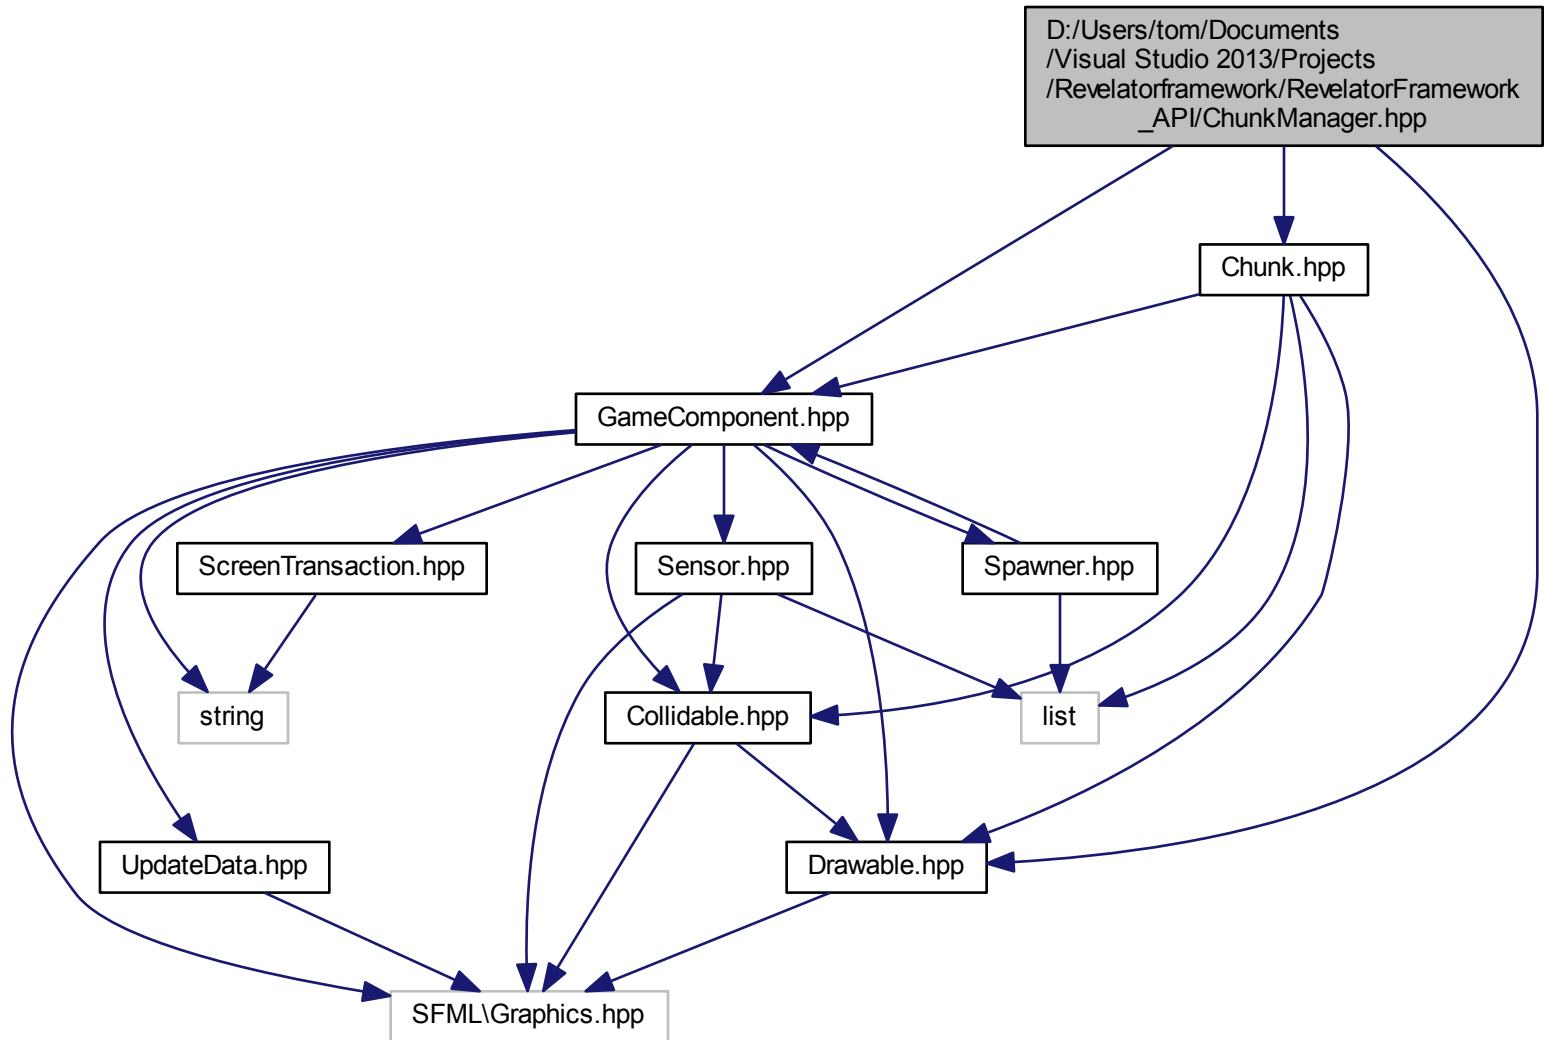 D:/Users/tom/Documents
/Visual Studio 2013/Projects
/Revelatorframework/RevelatorFramework
_API/ChunkManager.hpp
Chunk.hpp
GameComponent.hpp
ScreenTransaction.hpp
Sensor.hpp
Spawner.hpp
string
Collidable.hpp
list
UpdateData.hpp
Drawable.hpp
SFML\Graphics.hpp